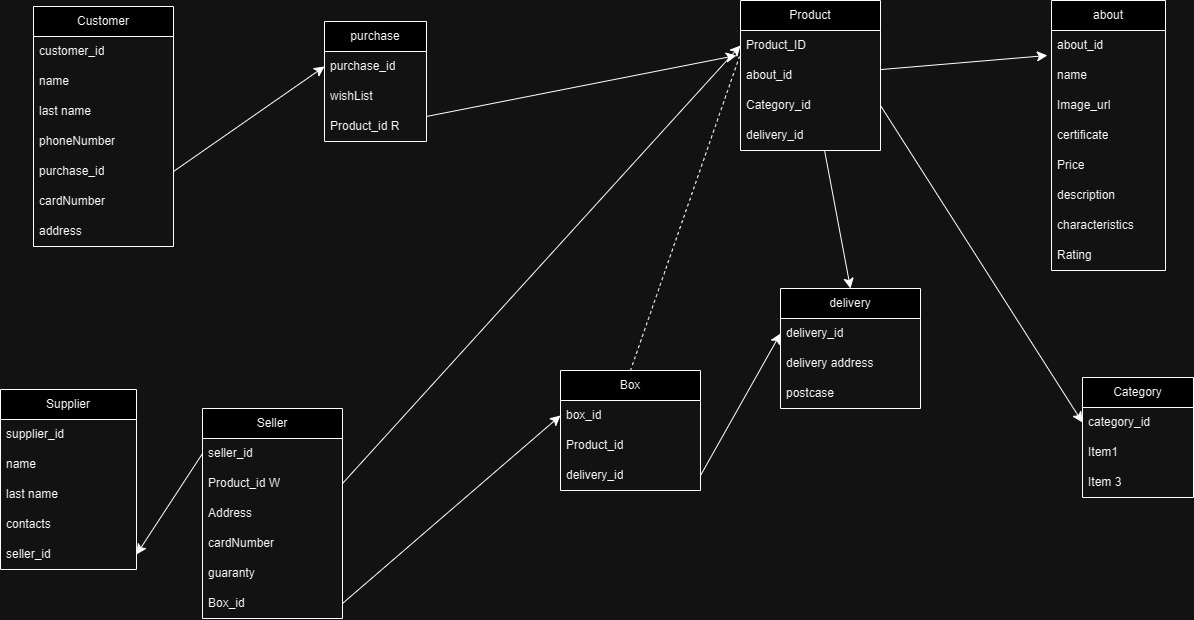 Customer
customer_id
name
last name
phoneNumber
purchase_id
cardNumber
address
purchase
purchase_id
wishList
Product_id R
Product
Product_ID
about_id
Category_id
delivery_id
about
about_id
name
Image_url
certificate
Price
description
characteristics
Rating
delivery
delivery_id
delivery address
postcase
Box
box_id
Product_id
delivery_id
Category
category_id
Item1
Item 3
Supplier
supplier_id
name
last name
contacts
seller_id
Seller
seller_id
Product_id W
Address
cardNumber
guaranty
Box_id